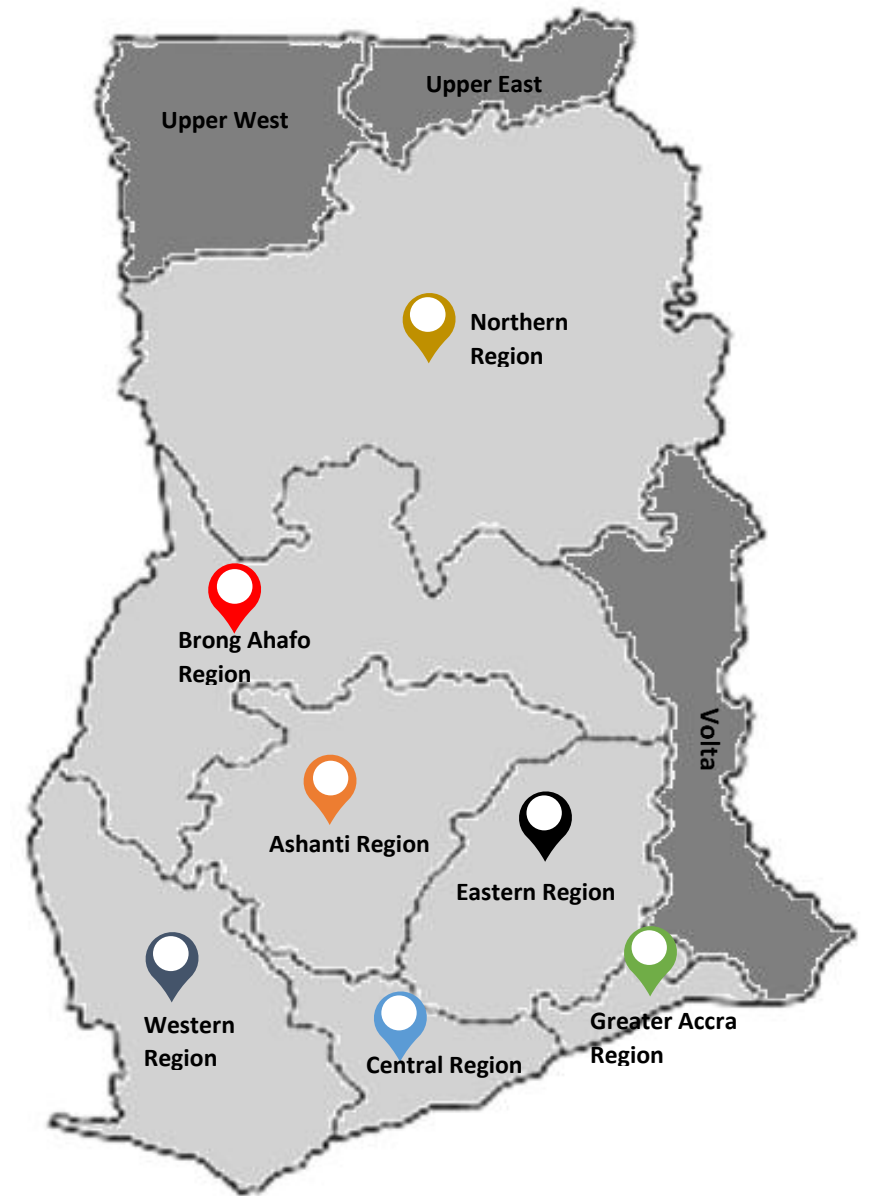 Upper East
Upper West
Northern
Region
Brong Ahafo
Region
Volta
Ashanti Region
Eastern Region
Western
Region
Greater Accra
Region
Central Region